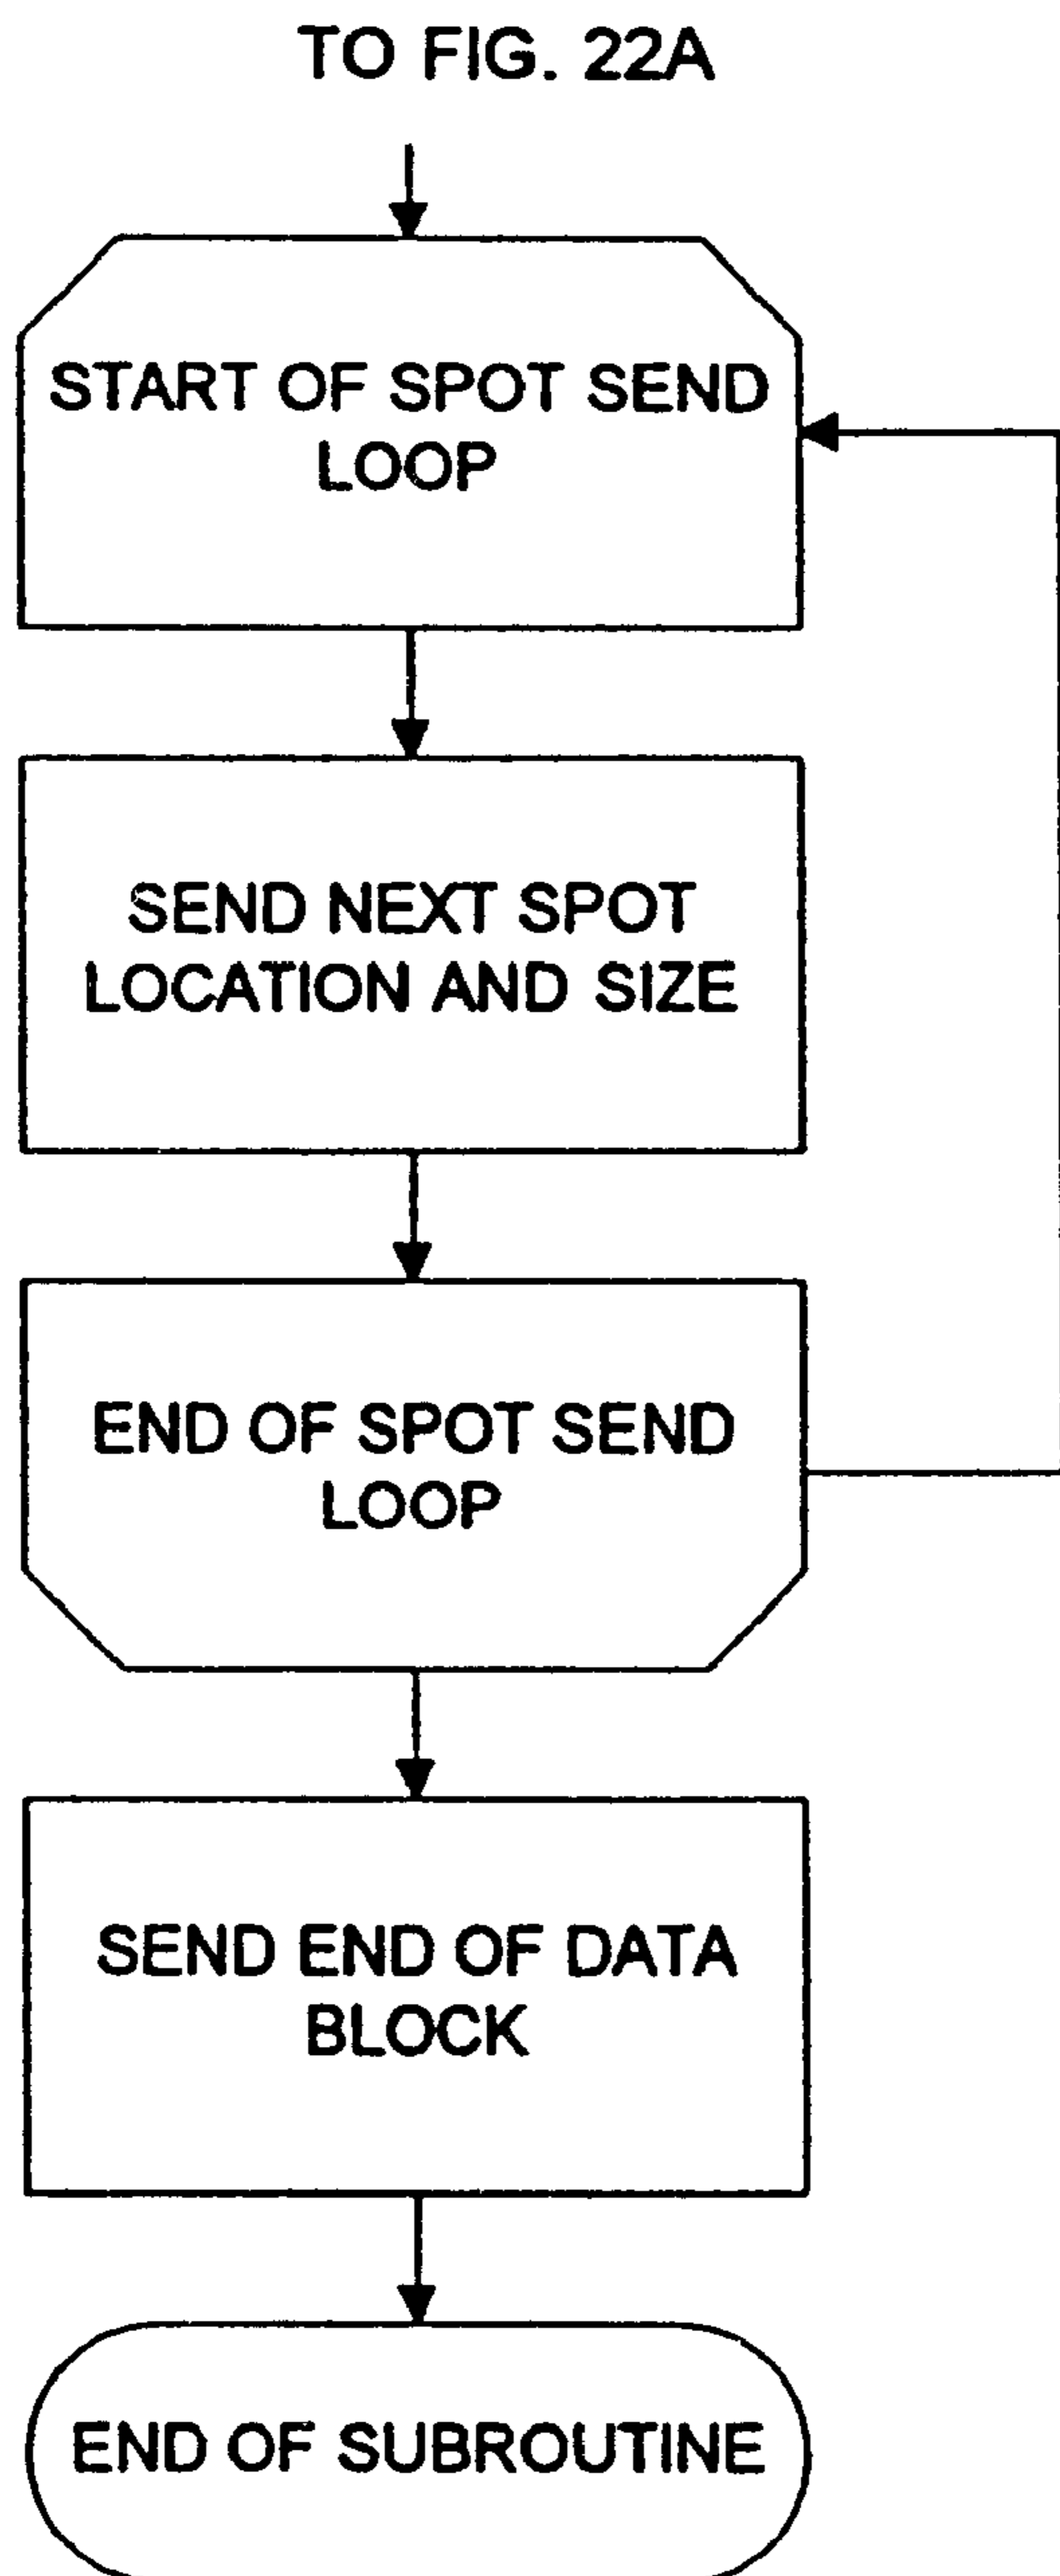 TO FIG. 22A
START OF SPOT SEND
LOOP
SEND NEXT SPOT
LOCATION AND SIZE
END OF SPOT SEND
LOOP
SEND END OF DATA
BLOCK
END OF SUBROUTINE